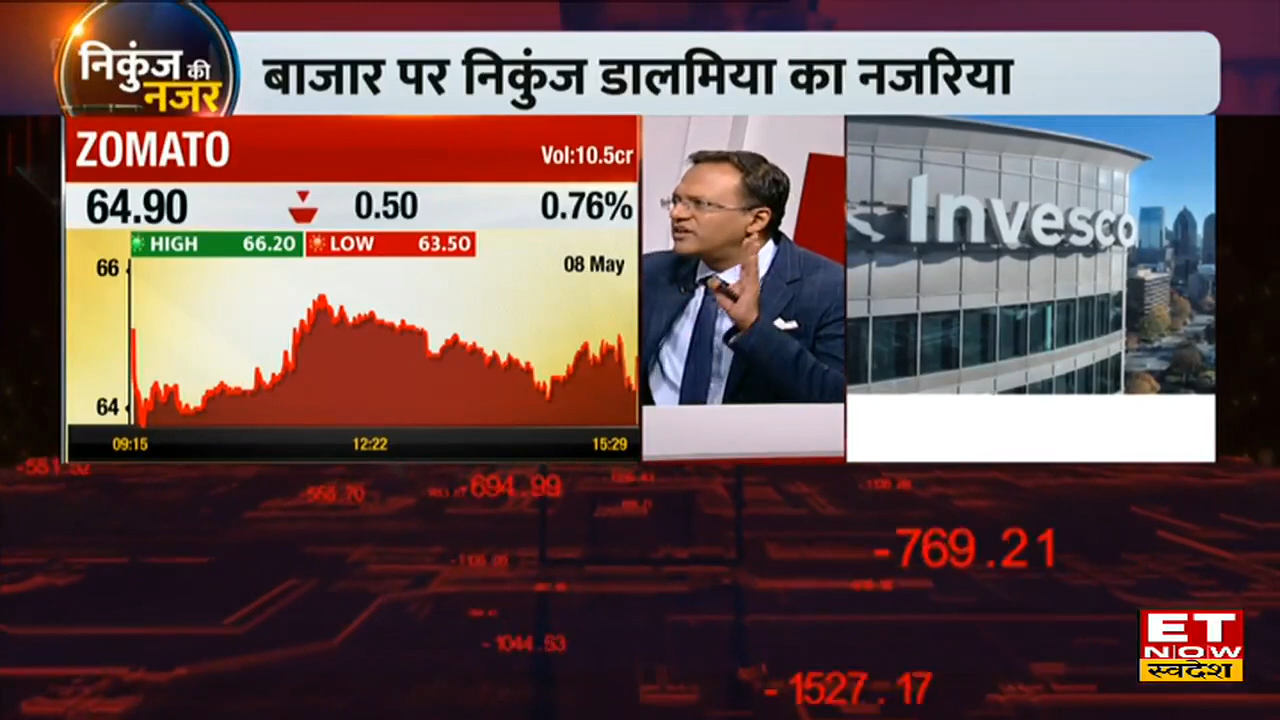 निकुंज की
नजर
बाजार पर निकुंज डालमिया का नजरिया
ZOMATO
Vol:10.5cr
64.90 0.50 0.76%
HIGH 66.20 LOW 63.50
08 May
66
64
09:15 12:22 15:29
Invesco
-694.99
-769.21
-1044.53
-1527.17
ET
NOW
स्वदेश